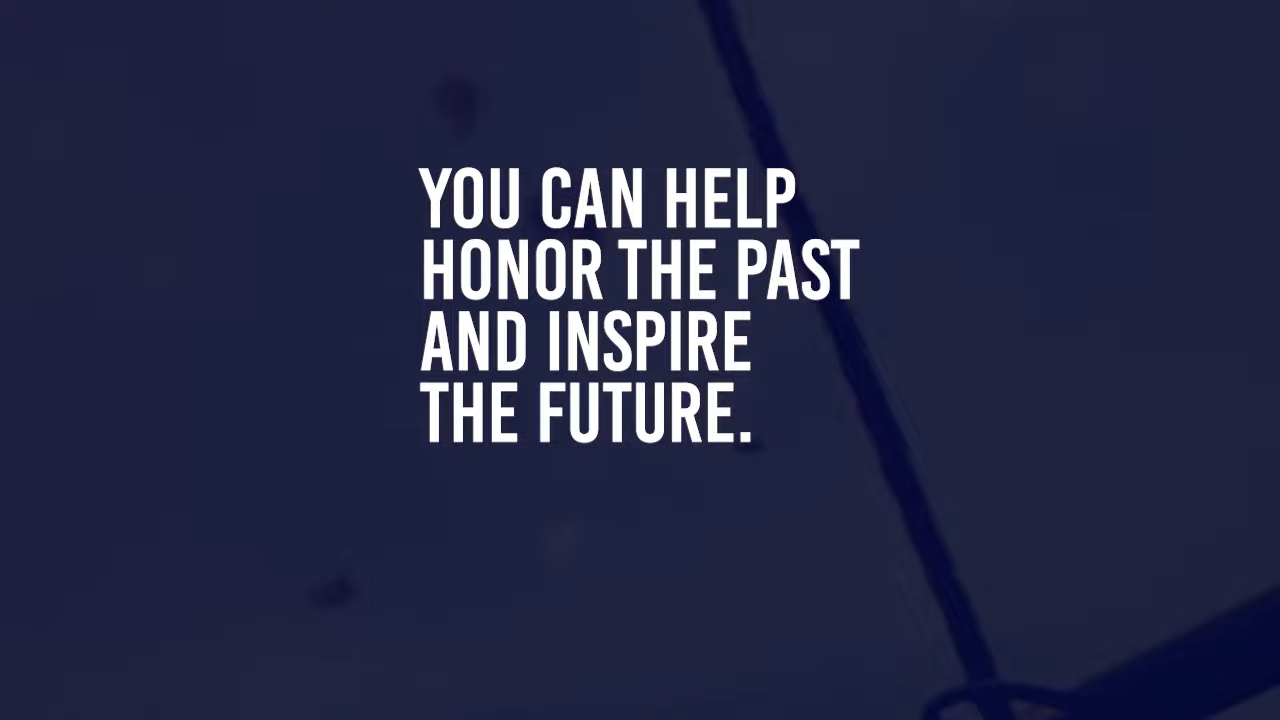 YOU CAN HELP
HONOR THE PAST
AND INSPIRE
THE FUTURE.